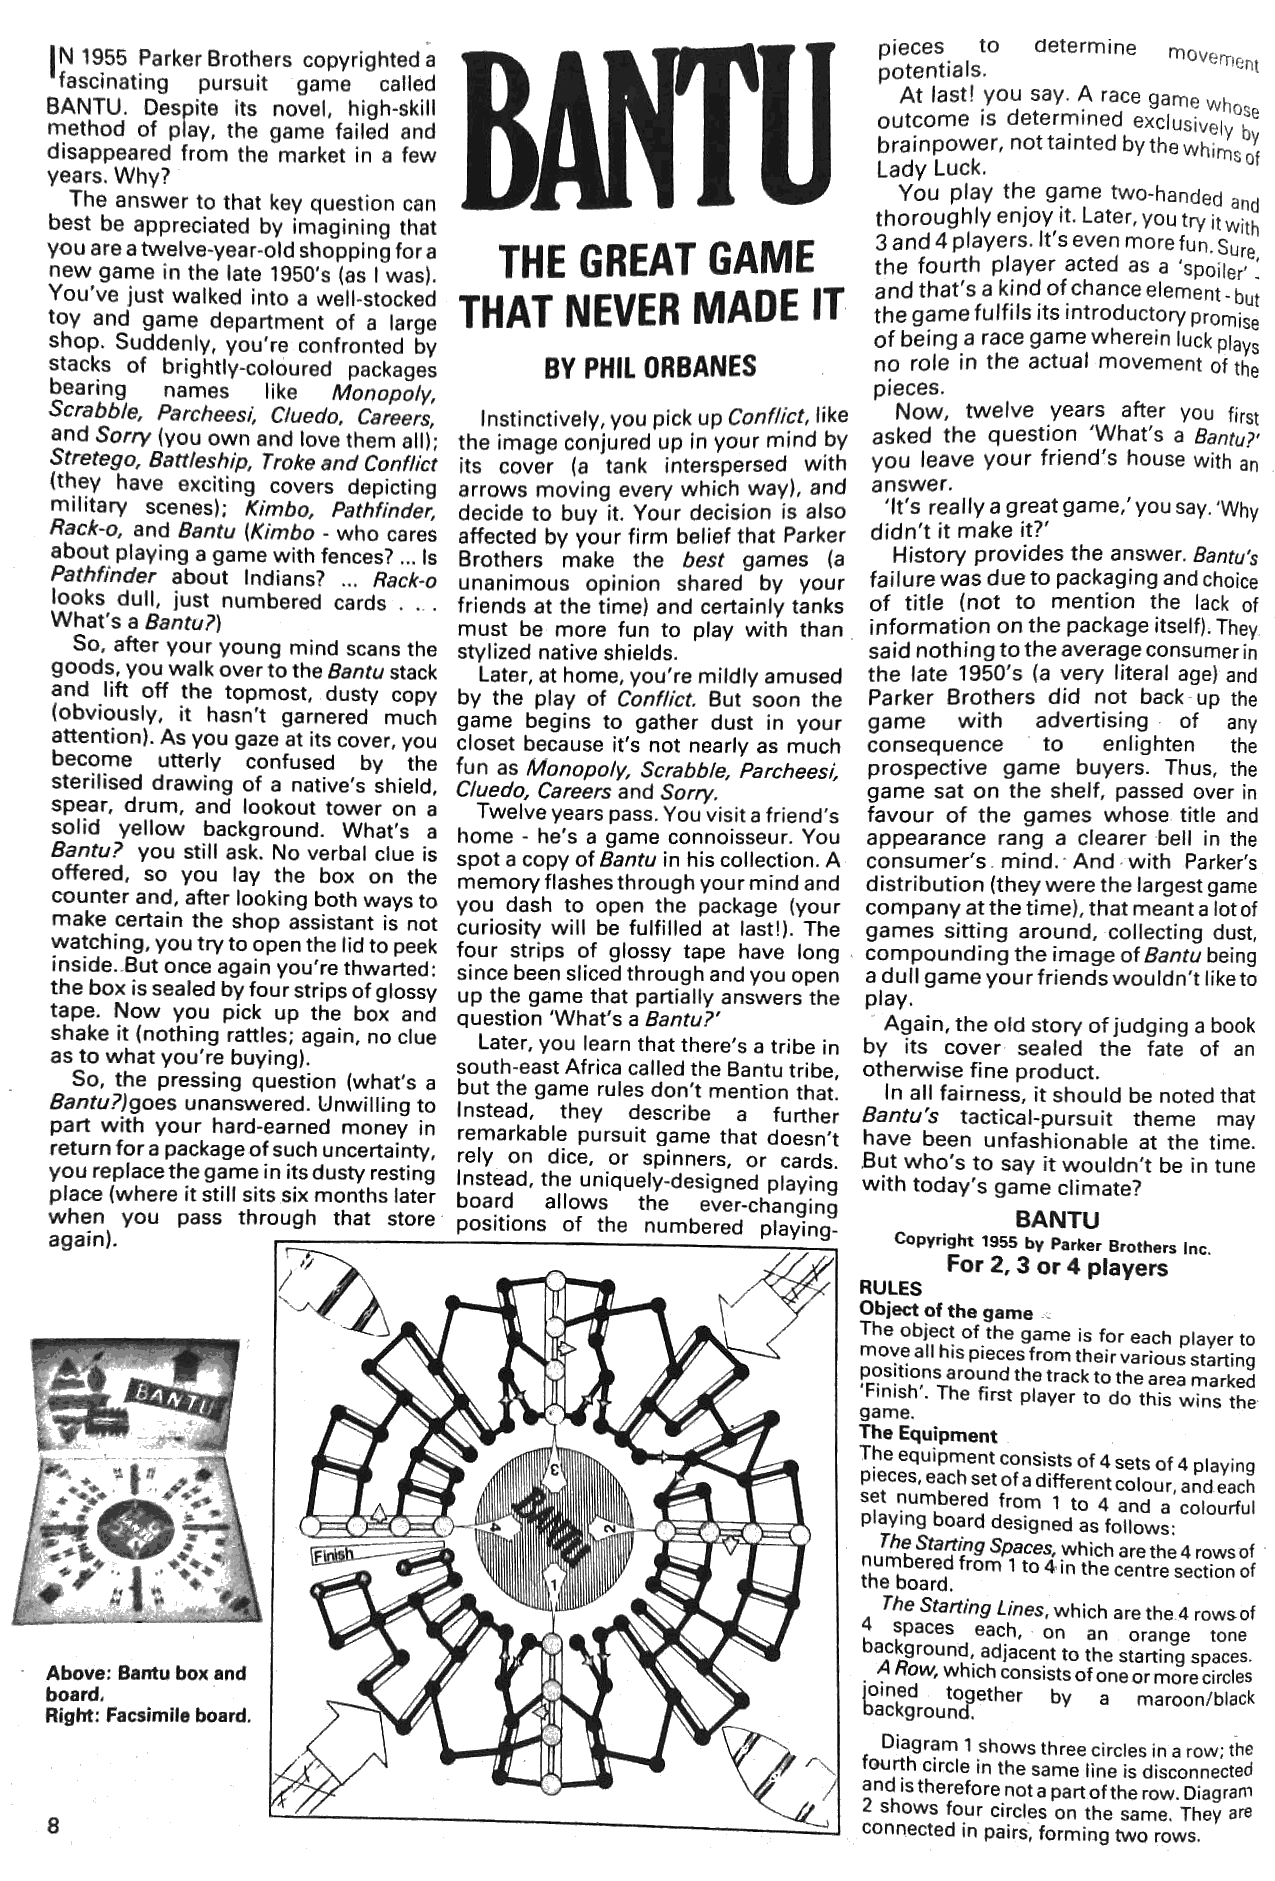 IN 1955 Parker Brothers copyrighted a
fascinating pursuit game called
BANTU. Despite its novel, high-skill
method of play, the game failed and
disappeared from the market in a few
years. Why?
The answer to that key question can
best be appreciated by imagining that
you are a twelve-year-old shopping for a
new game in the late 1950's (as I was).
You've just walked into a well-stocked
toy and game department of a large
shop. Suddenly, you're confronted by
stacks of brightly-coloured packages
bearing names like Monopoly,
Scrabble, Parcheesi, Cluedo, Careers,
and Sorry (you own and love them all);
Stretego, Battleship, Troke and Conflict
(they have exciting covers depicting
military scenes); Kimbo, Pathfinder,
Rack-o, and Bantu (Kimbo - who cares
about playing a game with fences? ... Is
Pathfinder about Indians? ... Rack-o
looks dull, just numbered cards . . .
What's a Bantu?)
So, after your young mind scans the
goods, you walk over to the Bantu stack
and lift off the topmost, dusty copy
(obviously, it hasn't garnered much
attention). As you gaze at its cover, you
become utterly confused by the
sterilised drawing of a native's shield,
spear, drum, and lookout tower on a
solid yellow background. What's a
Bantu? you still ask. No verbal clue is
offered, so you lay the box on the
counter and, after looking both ways to
make certain the shop assistant is not
watching, you try to open the lid to peek
inside. But once again you're thwarted:
the box is sealed by four strips of glossy
tape. Now you pick up the box and
shake it (nothing rattles; again, no clue
as to what you're buying).
So, the pressing question (what's a
Bantu?)goes unanswered. Unwilling to
part with your hard-earned money in
return for a package of such uncertainty,
you replace the game in its dusty resting
place (where it still sits six months later
when you pass through that store
again).
BANTU
THE GREAT GAME
THAT NEVER MADE IT
BY PHIL ORBANES
Instinctively, you pick up Conflict, like
the image conjured up in your mind by
its cover (a tank interspersed with
arrows moving every which way), and
decide to buy it. Your decision is also
affected by your firm belief that Parker
Brothers make the best games (a
unanimous opinion shared by your
friends at the time) and certainly tanks
must be more fun to play with than
stylized native shields.
Later, at home, you're mildly amused
by the play of Conflict. But soon the
game begins to gather dust in your
closet because it's not nearly as much
fun as Monopoly, Scrabble, Parcheesi,
Cluedo, Careers and Sorry.
Twelve years pass. You visit a friend's
home - he's a game connoisseur. You
spot a copy of Bantu in his collection. A
memory flashes through your mind and
you dash to open the package (your
curiosity will be fulfilled at last!). The
four strips of glossy tape have long
since been sliced through and you open
up the game that partially answers the
question 'What's a Bantu?'
Later, you learn that there's a tribe in
south-east Africa called the Bantu tribe,
but the game rules don't mention that.
Instead, they describe a further
remarkable pursuit game that doesn't
rely on dice, or spinners, or cards.
Instead, the uniquely-designed playing
board allows the ever-changing
positions of the numbered playing-
pieces to determine movement
potentials.
At last! you say. A race game whose
outcome is determined exclusively by
brainpower, not tainted by the whims of
Lady Luck.
You play the game two-handed and
thoroughly enjoy it. Later, you try it with
3 and 4 players. It's even more fun. Sure,
the fourth player acted as a 'spoiler' -
and that's a kind of chance element - but
the game fulfils its introductory promise
of being a race game wherein luck plays
no role in the actual movement of the
pieces.
Now, twelve years after you first
asked the question 'What's a Bantu?'
you leave your friend's house with an
answer.
'It's really a great game,' you say. 'Why
didn't it make it?'
History provides the answer. Bantu's
failure was due to packaging and choice
of title (not to mention the lack of
information on the package itself). They
said nothing to the average consumer in
the late 1950's (a very literal age) and
Parker Brothers did not back up the
game with advertising of any
consequence to enlighten the
prospective game buyers. Thus, the
game sat on the shelf, passed over in
favour of the games whose title and
appearance rang a clearer bell in the
consumer's mind. And with Parker's
distribution (they were the largest game
company at the time), that meant a lot of
games sitting around, collecting dust,
compounding the image of Bantu being
a dull game your friends wouldn't like to
play.
Again, the old story of judging a book
by its cover sealed the fate of an
otherwise fine product.
In all fairness, it should be noted that
Bantu's tactical-pursuit theme may
have been unfashionable at the time.
But who's to say it wouldn't be in tune
with today's game climate?
BANTU
Copyright 1955 by Parker Brothers Inc.
For 2, 3 or 4 players
RULES
Object of the game
The object of the game is for each player to
move all his pieces from their various starting
positions around the track to the area marked
'Finish'. The first player to do this wins the
game.
The Equipment
The equipment consists of 4 sets of 4 playing
pieces, each set of a different colour, and each
set numbered from 1 to 4 and a colourful
playing board designed as follows:
The Starting Spaces, which are the 4 rows of
numbered from 1 to 4 in the centre section of
the board.
The Starting Lines, which are the 4 rows of
4 spaces each, on an orange tone
background, adjacent to the starting spaces.
A Row, which consists of one or more circles
joined together by a maroon/black
background.
Diagram 1 shows three circles in a row; the
fourth circle in the same line is disconnected
and is therefore not a part of the row. Diagram
2 shows four circles on the same. They are
connected in pairs, forming two rows.
BANTU
Above: Bantu box and
board.
Right: Facsimile board.
3
4
BANTU
2
1
Finish
8